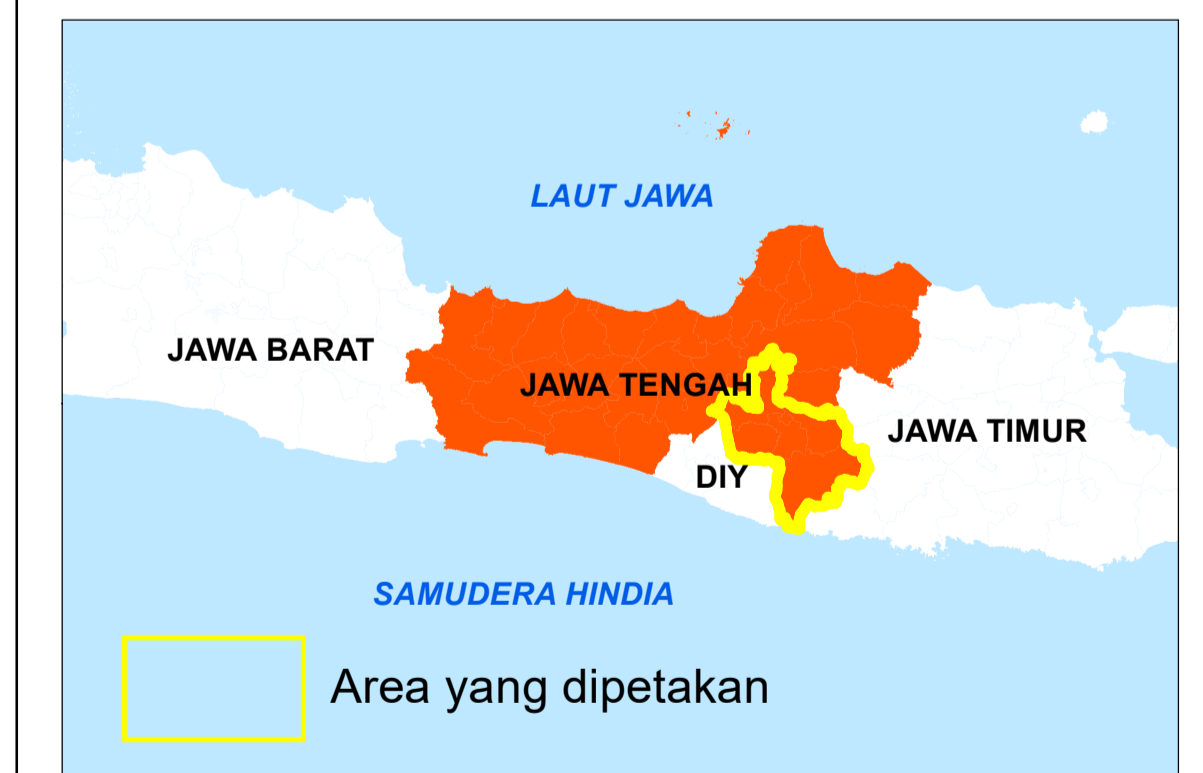 LAUT JAWA
JAWA BARAT
JAWA TENGAH
JAWA TIMUR
DIY
SAMUDERA HINDIA
Area yang dipetakan